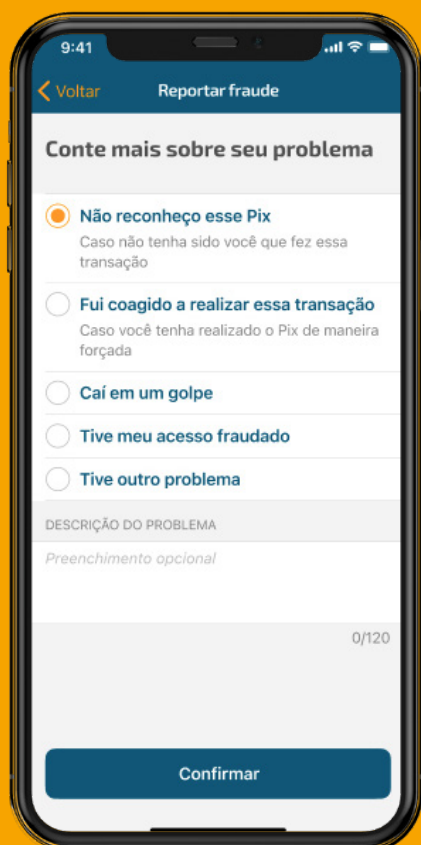 9:41
Voltar
Reportar fraude
Conte mais sobre seu problema
Não reconheço esse Pix
Caso não tenha sido você que fez essa
transação
Fui coagido a realizar essa transação
Caso você tenha realizado o Pix de maneira
forçada
Caí em um golpe
Tive meu acesso fraudado
Tive outro problema
DESCRIÇÃO DO PROBLEMA
Preenchimento opcional
0/120
Confirmar